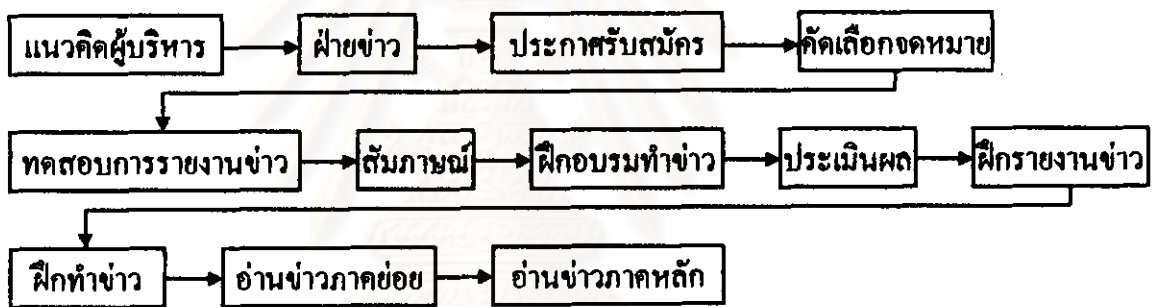 แนวคิดผู้บริหาร ฝ่ายข่าว ประกาศรับสมัคร คัดเลือกจดหมาย
ทดสอบการรายงานข่าว สัมภาษณ์ ฝึกอบรมทำข่าว ประเมินผล ฝึกรายงานข่าว
ฝึกทำข่าว อ่านข่าวภาคย่อย อ่านข่าวภาคหลัก